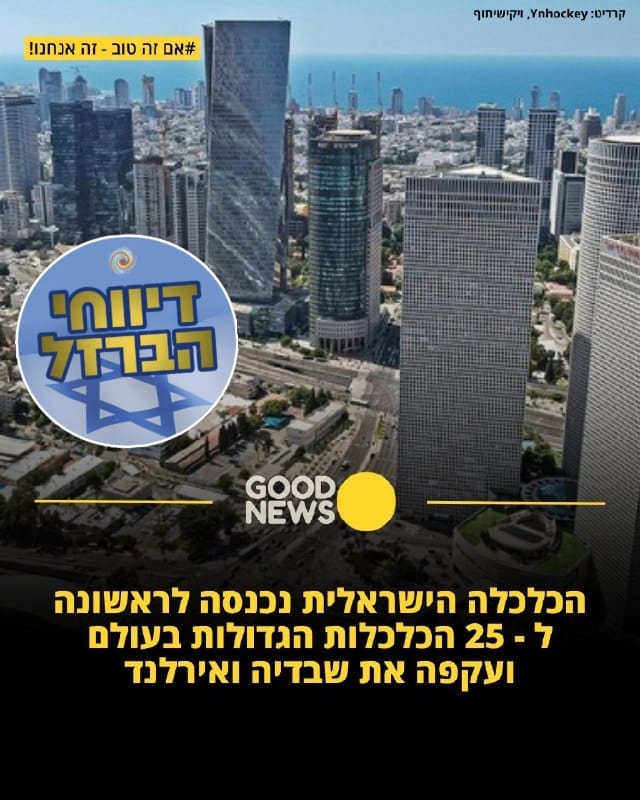 קרדיט: Ynhockey, ויקישיתוף
#אם זה טוב - זה אנחנו!
דיווחי
הברזל
GOOD
NEWS
הכלכלה הישראלית נכנסה לראשונה
ל - 25 הכלכלות הגדולות בעולם
ועקפה את שבדיה ואירלנד